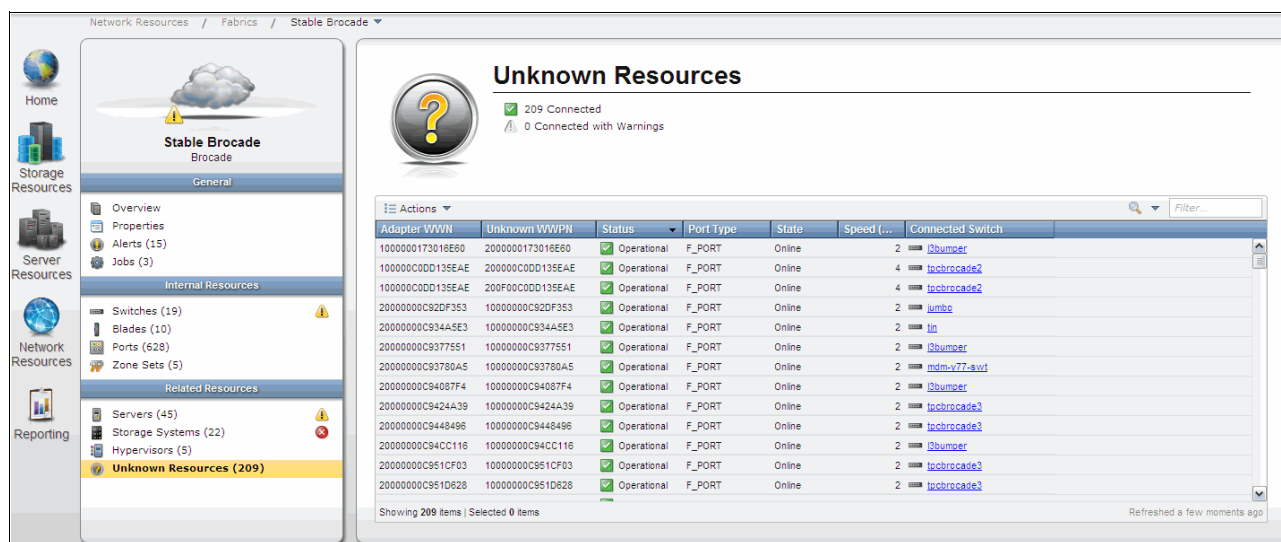 Network Resources / Fabrics / Stable Brocade
Home
Storage Resources
Server Resources
Network Resources
Reporting
Stable Brocade
Brocade
General
Overview
Properties
Alerts (15)
Jobs (3)
Internal Resources
Switches (19)
Blades (10)
Ports (628)
Zone Sets (5)
Related Resources
Servers (45)
Storage Systems (22)
Hypervisors (5)
Unknown Resources (209)
Unknown Resources
209 Connected
0 Connected with Warnings
Actions Filter...
Adapter WWN Unknown WWPN Status Port Type State Speed (... Connected Switch
1000000173016E60 2000000173016E60 Operational F_PORT Online 2 l3bumper
100000C0DD135EAE 200000C0DD135EAE Operational F_PORT Online 4 tpcbrocade2
100000C0DD135EAE 200F00C0DD135EAE Operational F_PORT Online 4 tpcbrocade2
20000000C92DF353 10000000C92DF353 Operational F_PORT Online 2 jumbo
20000000C934A5E3 10000000C934A5E3 Operational F_PORT Online 2 tin
20000000C9377551 10000000C9377551 Operational F_PORT Online 2 l3bumper
20000000C93780A5 10000000C93780A5 Operational F_PORT Online 2 mdm-y77-swt
20000000C94087F4 10000000C94087F4 Operational F_PORT Online 2 l3bumper
20000000C9424A39 10000000C9424A39 Operational F_PORT Online 2 tpcbrocade3
20000000C9448496 10000000C9448496 Operational F_PORT Online 2 tpcbrocade3
20000000C94CC116 10000000C94CC116 Operational F_PORT Online 2 l3bumper
20000000C951CF03 10000000C951CF03 Operational F_PORT Online 2 tpcbrocade3
20000000C951D628 10000000C951D628 Operational F_PORT Online 2 tpcbrocade3
Showing 209 items | Selected 0 items Refreshed a few moments ago